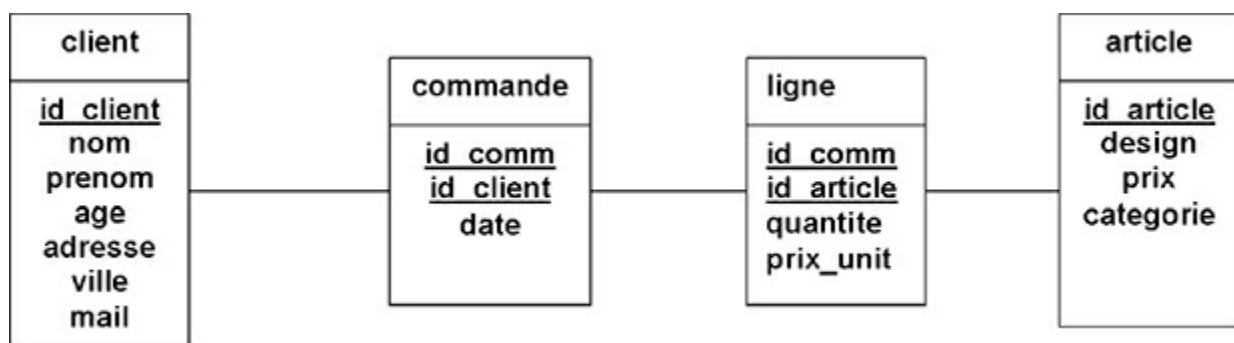 client
id_client
nom
prenom
age
adresse
ville
mail
commande
id_comm
id_client
date
ligne
id_comm
id_article
quantite
prix_unit
article
id_article
design
prix
categorie